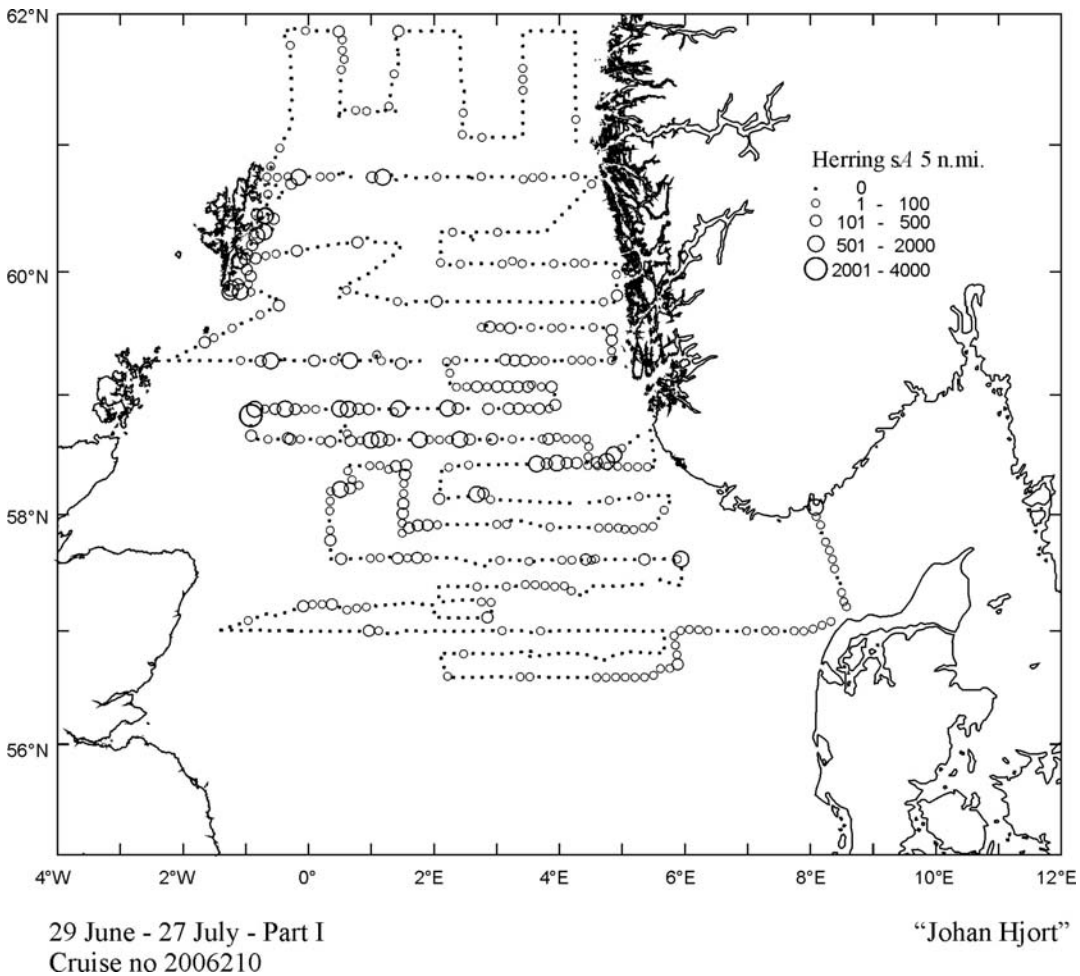 62°N
60°N
58°N
56°N
Herring sA 5 n.mi.
0
1 - 100
101 - 500
501 - 2000
2001 - 4000
4°W 2°W 0° 2°E 4°E 6°E 8°E 10°E 12°E
29 June - 27 July - Part I
Cruise no 2006210
“Johan Hjort”